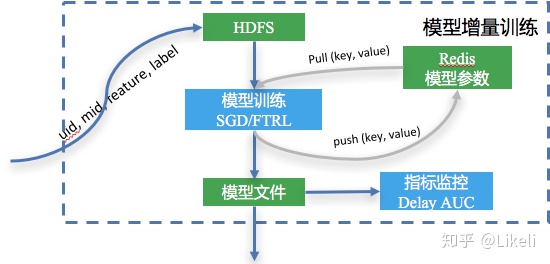 模型增量训练
HDFS
uid, mid, reature, label
Pull (key, value)
Redis
模型参数
模型训练
SGD/FTRL
push (key, value)
模型文件
指标监控
Delay AUC
知乎 @Likeli